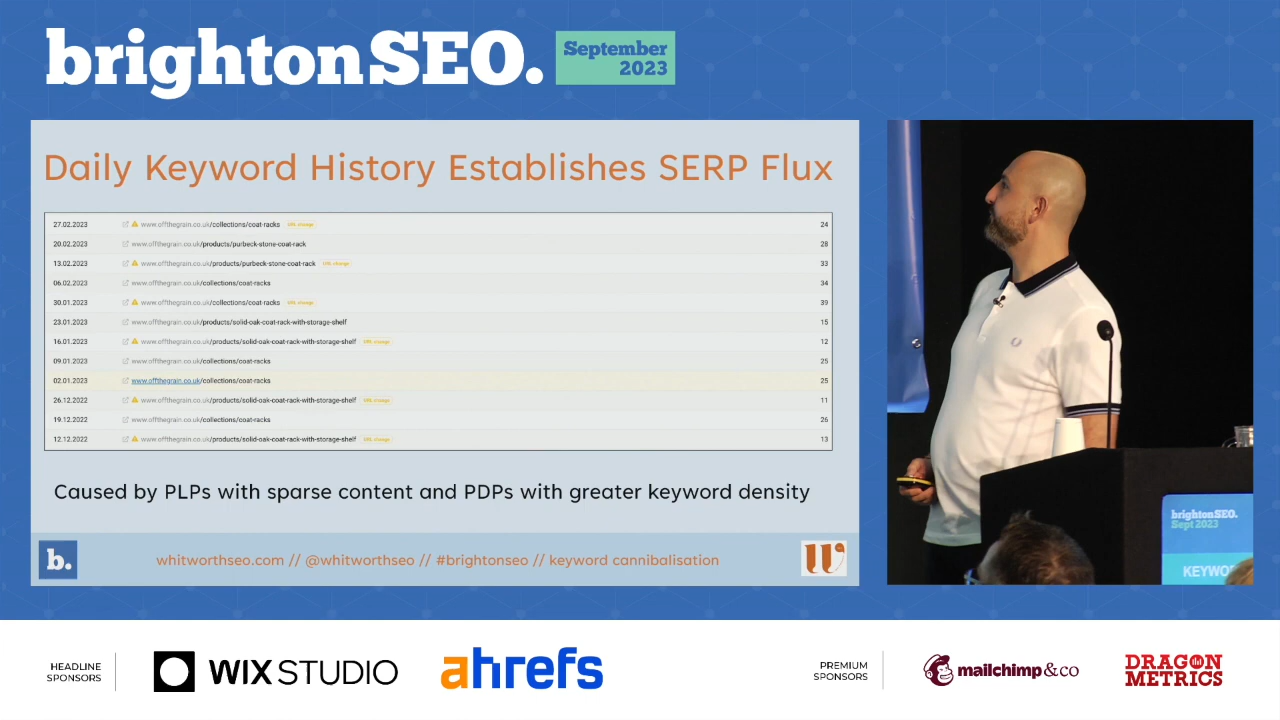 brightonSEO.
September
2023
Daily Keyword History Establishes SERP Flux
27.02.2023 www.offthegrain.co.uk/collections/coat-racks URL change 24
20.02.2023 www.offthegrain.co.uk/products/purbeck-stone-coat-rack 28
13.02.2023 www.offthegrain.co.uk/products/purbeck-stone-coat-rack URL change 33
06.02.2023 www.offthegrain.co.uk/collections/coat-racks 34
30.01.2023 www.offthegrain.co.uk/collections/coat-racks URL change 39
23.01.2023 www.offthegrain.co.uk/products/solid-oak-coat-rack-with-storage-shelf 15
16.01.2023 www.offthegrain.co.uk/products/solid-oak-coat-rack-with-storage-shelf URL change 12
09.01.2023 www.offthegrain.co.uk/collections/coat-racks 25
02.01.2023 www.offthegrain.co.uk/collections/coat-racks 25
26.12.2022 www.offthegrain.co.uk/products/solid-oak-coat-rack-with-storage-shelf URL change 11
19.12.2022 www.offthegrain.co.uk/collections/coat-racks 26
12.12.2022 www.offthegrain.co.uk/products/solid-oak-coat-rack-with-storage-shelf URL change 13
Caused by PLPs with sparse content and PDPs with greater keyword density
b.
whitworthseo.com // @whitworthseo // #brightonseo // keyword cannibalisation
W
brightonSEO.
Sept 2023
KEYWO
HEADLINE
SPONSORS
WIX STUDIO
ahrefs
PREMIUM
SPONSORS
mailchimp & co
DRAGON
METRICS